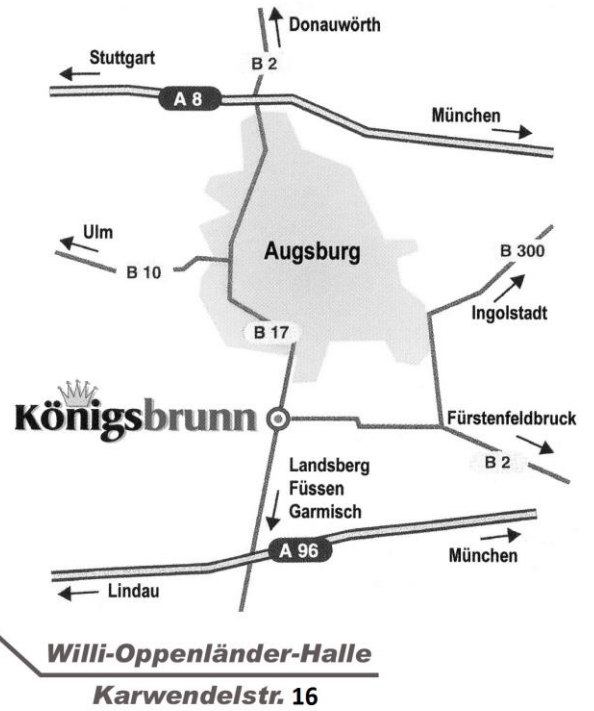 Donauwörth
Stuttgart
B 2
A 8
München
Ulm
Augsburg
B 300
B 10
Ingolstadt
B 17
Königsbrunn
Fürstenfeldbruck
B 2
Landsberg
Füssen
Garmisch
A 96
München
Lindau
Willi-Oppenländer-Halle
Karwendelstr. 16